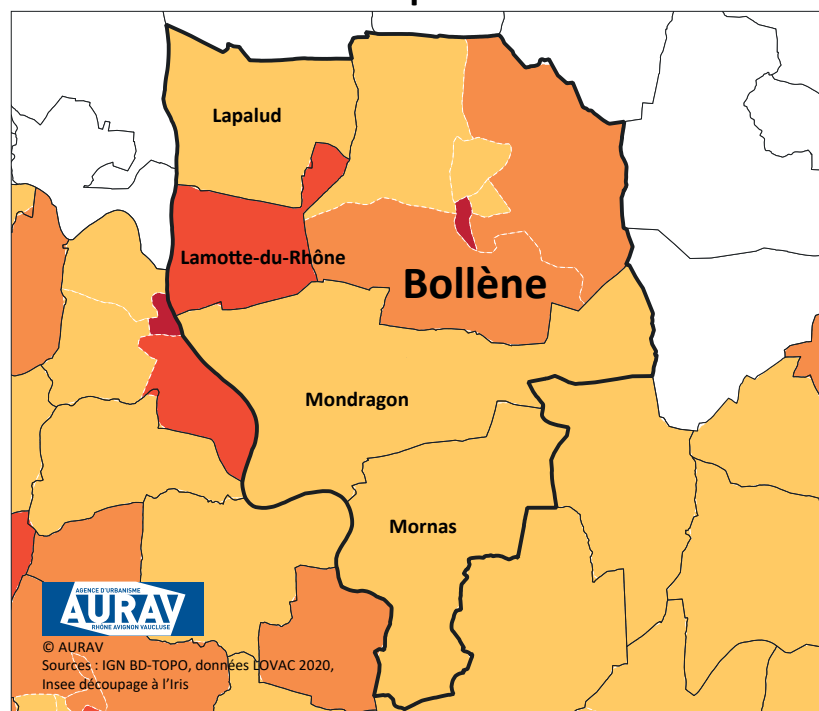 Lapalud
Lamotte-du-Rhône
Bollène
Mondragon
Mornas
AGENCE D'URBANISME
AURAV
RHÔNE AVIGNON VAUCLUSE
© AURAV
Sources : IGN BD-TOPO, données LOVAC 2020,
Insee découpage à l'Iris